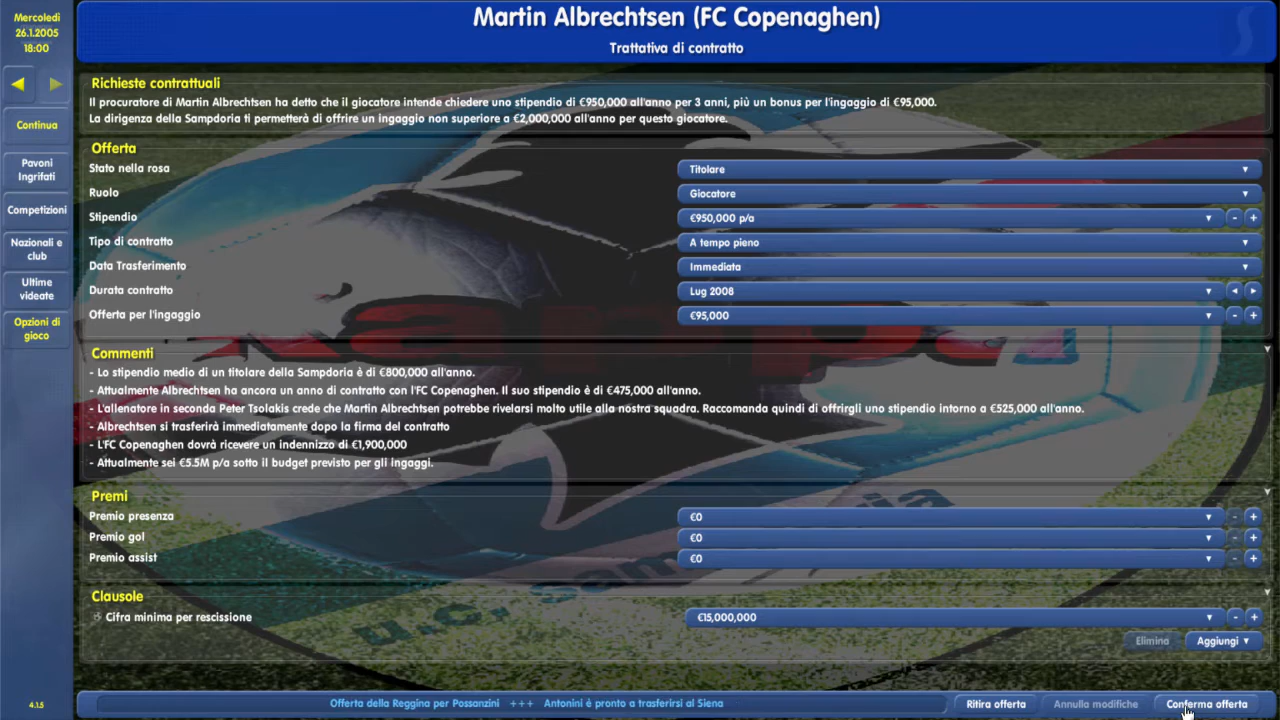 Mercoledì
26.1.2005
18:00
Martin Albrechtsen (FC Copenaghen)
Trattativa di contratto
Continua
Pavoni
Ingrifati
Competizioni
Nazionali e
club
Ultime
videate
Opzioni di
gioco
4.1.5
Richieste contrattuali
Il procuratore di Martin Albrechtsen ha detto che il giocatore intende chiedere uno stipendio di €950,000 all'anno per 3 anni, più un bonus per l'ingaggio di €95,000.
La dirigenza della Sampdoria ti permetterà di offrire un ingaggio non superiore a €2,000,000 all'anno per questo giocatore.
Offerta
Stato nella rosa Titolare
Ruolo Giocatore
Stipendio €950,000 p/a - +
Tipo di contratto A tempo pieno
Data Trasferimento Immediata
Durata contratto Lug 2008
Offerta per l'ingaggio €95,000 - +
Commenti
- Lo stipendio medio di un titolare della Sampdoria è di €800,000 all'anno.
- Attualmente Albrechtsen ha ancora un anno di contratto con l'FC Copenaghen. Il suo stipendio è di €475,000 all'anno.
- L'allenatore in seconda Peter Tsolakis crede che Martin Albrechtsen potrebbe rivelarsi molto utile alla nostra squadra. Raccomanda quindi di offrirgli uno stipendio intorno a €525,000 all'anno.
- Albrechtsen si trasferirà immediatamente dopo la firma del contratto
- L'FC Copenaghen dovrà ricevere un indennizzo di €1,900,000
- Attualmente sei €5.5M p/a sotto il budget previsto per gli ingaggi.
Premi
Premio presenza €0 - +
Premio gol €0 - +
Premio assist €0 - +
Clausole
Cifra minima per rescissione €15,000,000 - +
Elimina Aggiungi
Offerta della Reggina per Possanzini +++ Antonini è pronto a trasferirsi al Siena
Ritira offerta Annulla modifiche Conferma offerta
kappa
u.c. sampdoria